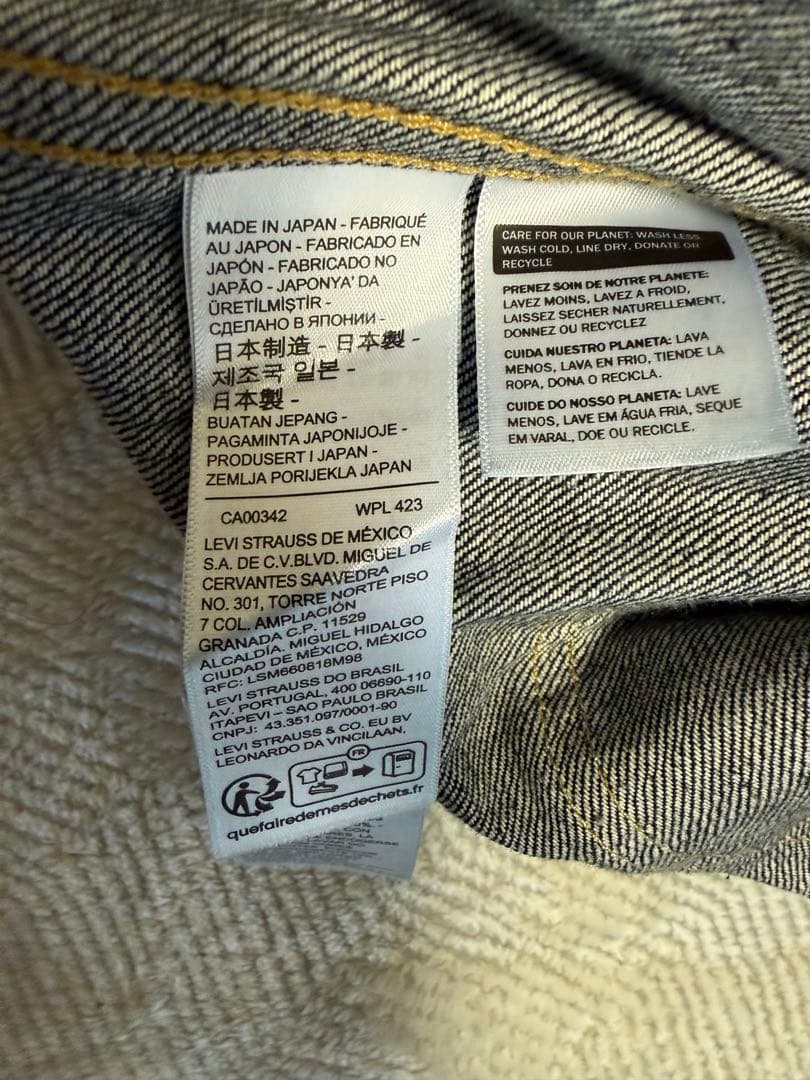 MADE IN JAPAN - FABRIQUÉ
AU JAPON - FABRICADO EN
JAPÓN - FABRICADO NO
JAPÃO - JAPONYA' DA
ÜRETİLMİŞTİR -
СДЕЛАНО В ЯПОНИИ -
日本制造 - 日本製 -
제조국 일본 -
日本製 -
BUATAN JEPANG -
PAGAMINTA JAPONIJOJE -
PRODUSERT I JAPAN -
ZEMLJA PORIJEKLA JAPAN
CA00342 WPL 423
LEVI STRAUSS DE MÉXICO
S.A. DE C.V.BLVD. MIGUEL DE
CERVANTES SAAVEDRA
NO. 301, TORRE NORTE PISO
7 COL. AMPLIACIÓN
GRANADA C.P. 11529
ALCALDÍA. MIGUEL HIDALGO
CIUDAD DE MÉXICO, MÉXICO
RFC: LSM660818M98
LEVI STRAUSS DO BRASIL
AV. PORTUGAL, 400 06690-110
ITAPEVI – SAO PAULO BRASIL
CNPJ: 43.351.097/0001-90
LEVI STRAUSS & CO. EU BV
LEONARDO DA VINCILAAN.
FR
quefairedemesdechets.fr
CON
CARE FOR OUR PLANET: WASH LESS
WASH COLD, LINE DRY, DONATE OR
RECYCLE
PRENEZ SOIN DE NOTRE PLANETE:
LAVEZ MOINS, LAVEZ A FROID,
LAISSEZ SECHER NATURELLEMENT,
DONNEZ OU RECYCLEZ
CUIDA NUESTRO PLANETA: LAVA
MENOS, LAVA EN FRIO, TIENDE LA
ROPA, DONA O RECICLA.
CUIDE DO NOSSO PLANETA: LAVE
MENOS, LAVE EM ÁGUA FRIA, SEQUE
EM VARAL, DOE OU RECICLE.